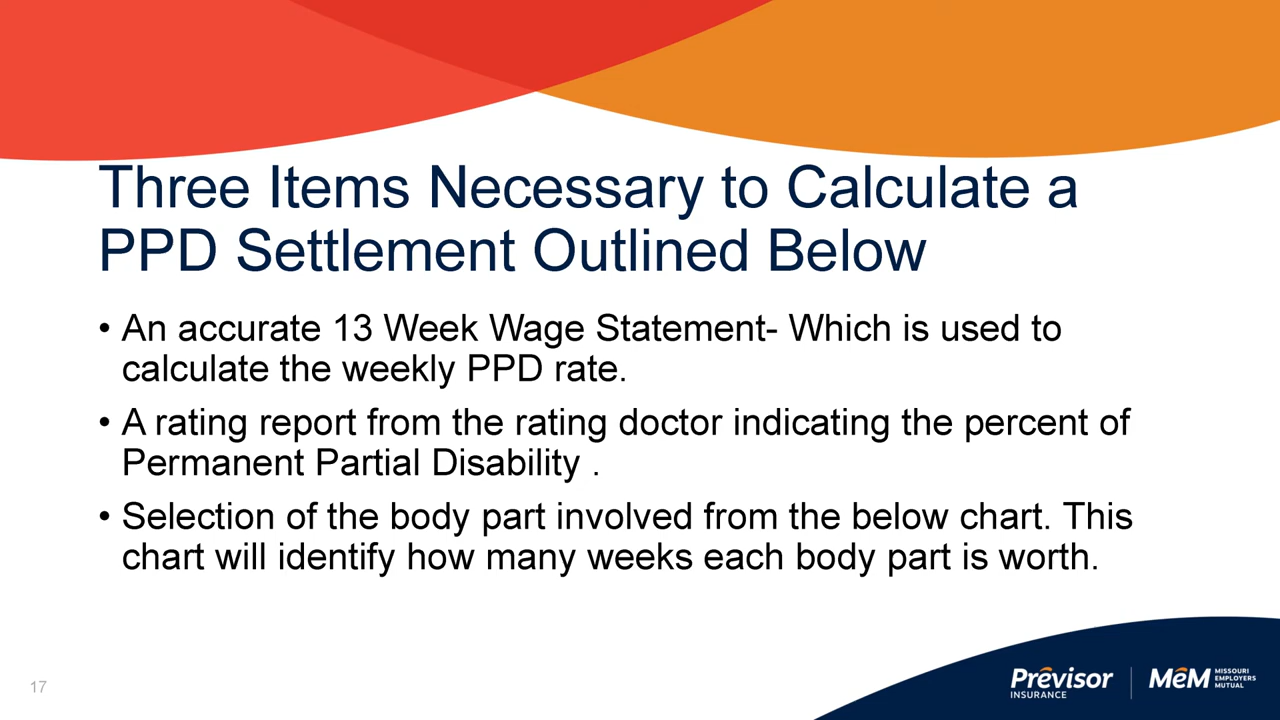 Three Items Necessary to Calculate a
PPD Settlement Outlined Below
• An accurate 13 Week Wage Statement- Which is used to
calculate the weekly PPD rate.
• A rating report from the rating doctor indicating the percent of
Permanent Partial Disability .
• Selection of the body part involved from the below chart. This
chart will identify how many weeks each body part is worth.
17
Prēvisor
INSURANCE
MēM
MISSOURI
EMPLOYERS
MUTUAL